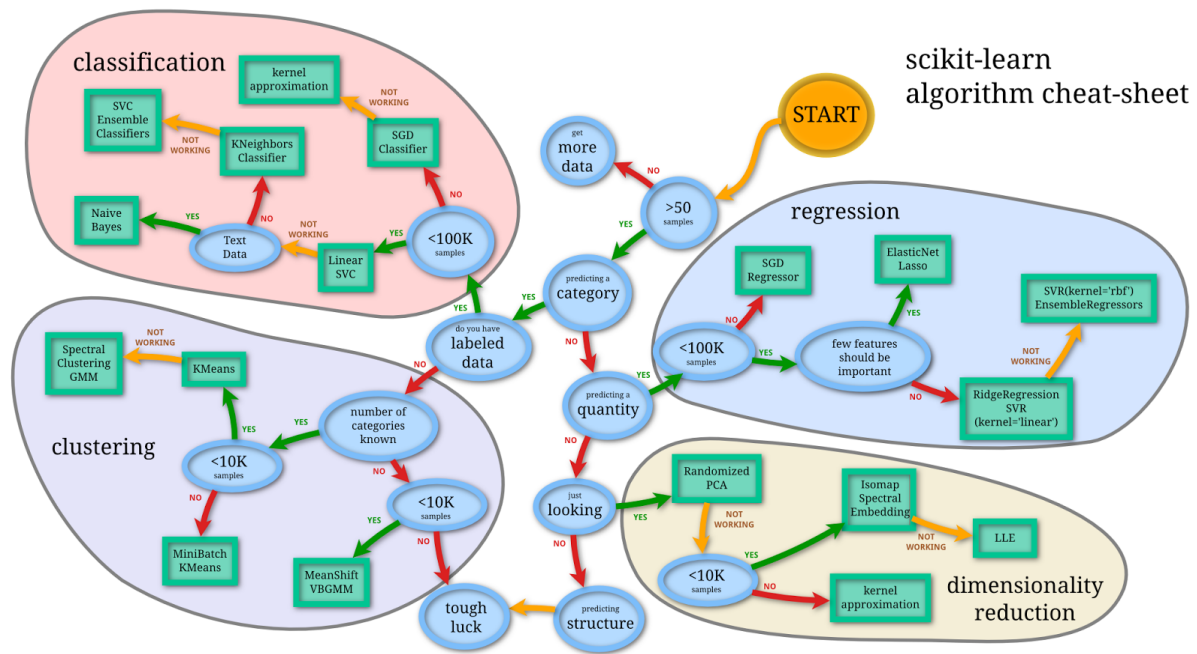 scikit-learn
algorithm cheat-sheet
START
get
more
data
NO
>50
samples
YES
predicting a
category
YES
NO
do you have
labeled
data
YES
NO
predicting a
quantity
YES
NO
just
looking
YES
NO
predicting
structure
tough
luck
classification
kernel
approximation
NOT
WORKING
SVC
Ensemble
Classifiers
NOT
WORKING
KNeighbors
Classifier
SGD
Classifier
NO
Naive
Bayes
YES
Text
Data
NO
NOT
WORKING
Linear
SVC
YES
<100K
samples
clustering
Spectral
Clustering
GMM
NOT
WORKING
KMeans
YES
<10K
samples
NO
MiniBatch
KMeans
YES
number of
categories
known
NO
<10K
samples
YES
NO
MeanShift
VBGMM
regression
SGD
Regressor
NO
<100K
samples
YES
ElasticNet
Lasso
YES
few features
should be
important
NO
SVR(kernel='rbf')
EnsembleRegressors
NOT
WORKING
RidgeRegression
SVR
(kernel='linear')
dimensionality
reduction
Randomized
PCA
NOT
WORKING
<10K
samples
YES
NO
Isomap
Spectral
Embedding
NOT
WORKING
LLE
kernel
approximation